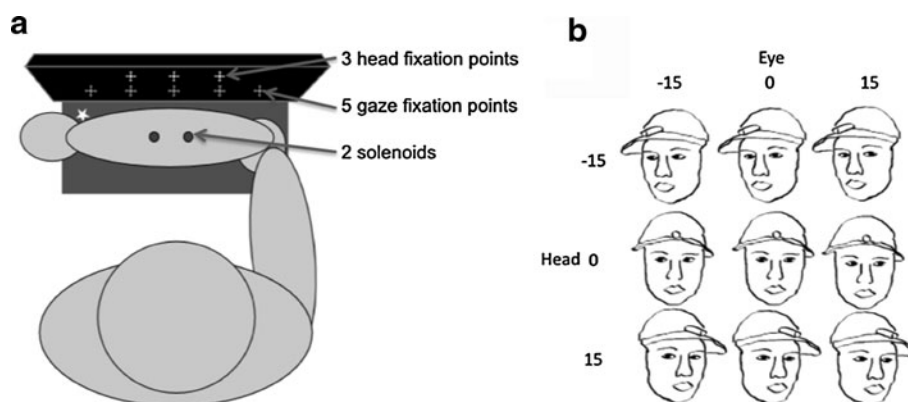 a
3 head fixation points
5 gaze fixation points
2 solenoids
b
Eye
-15 0 15
-15
Head 0
15